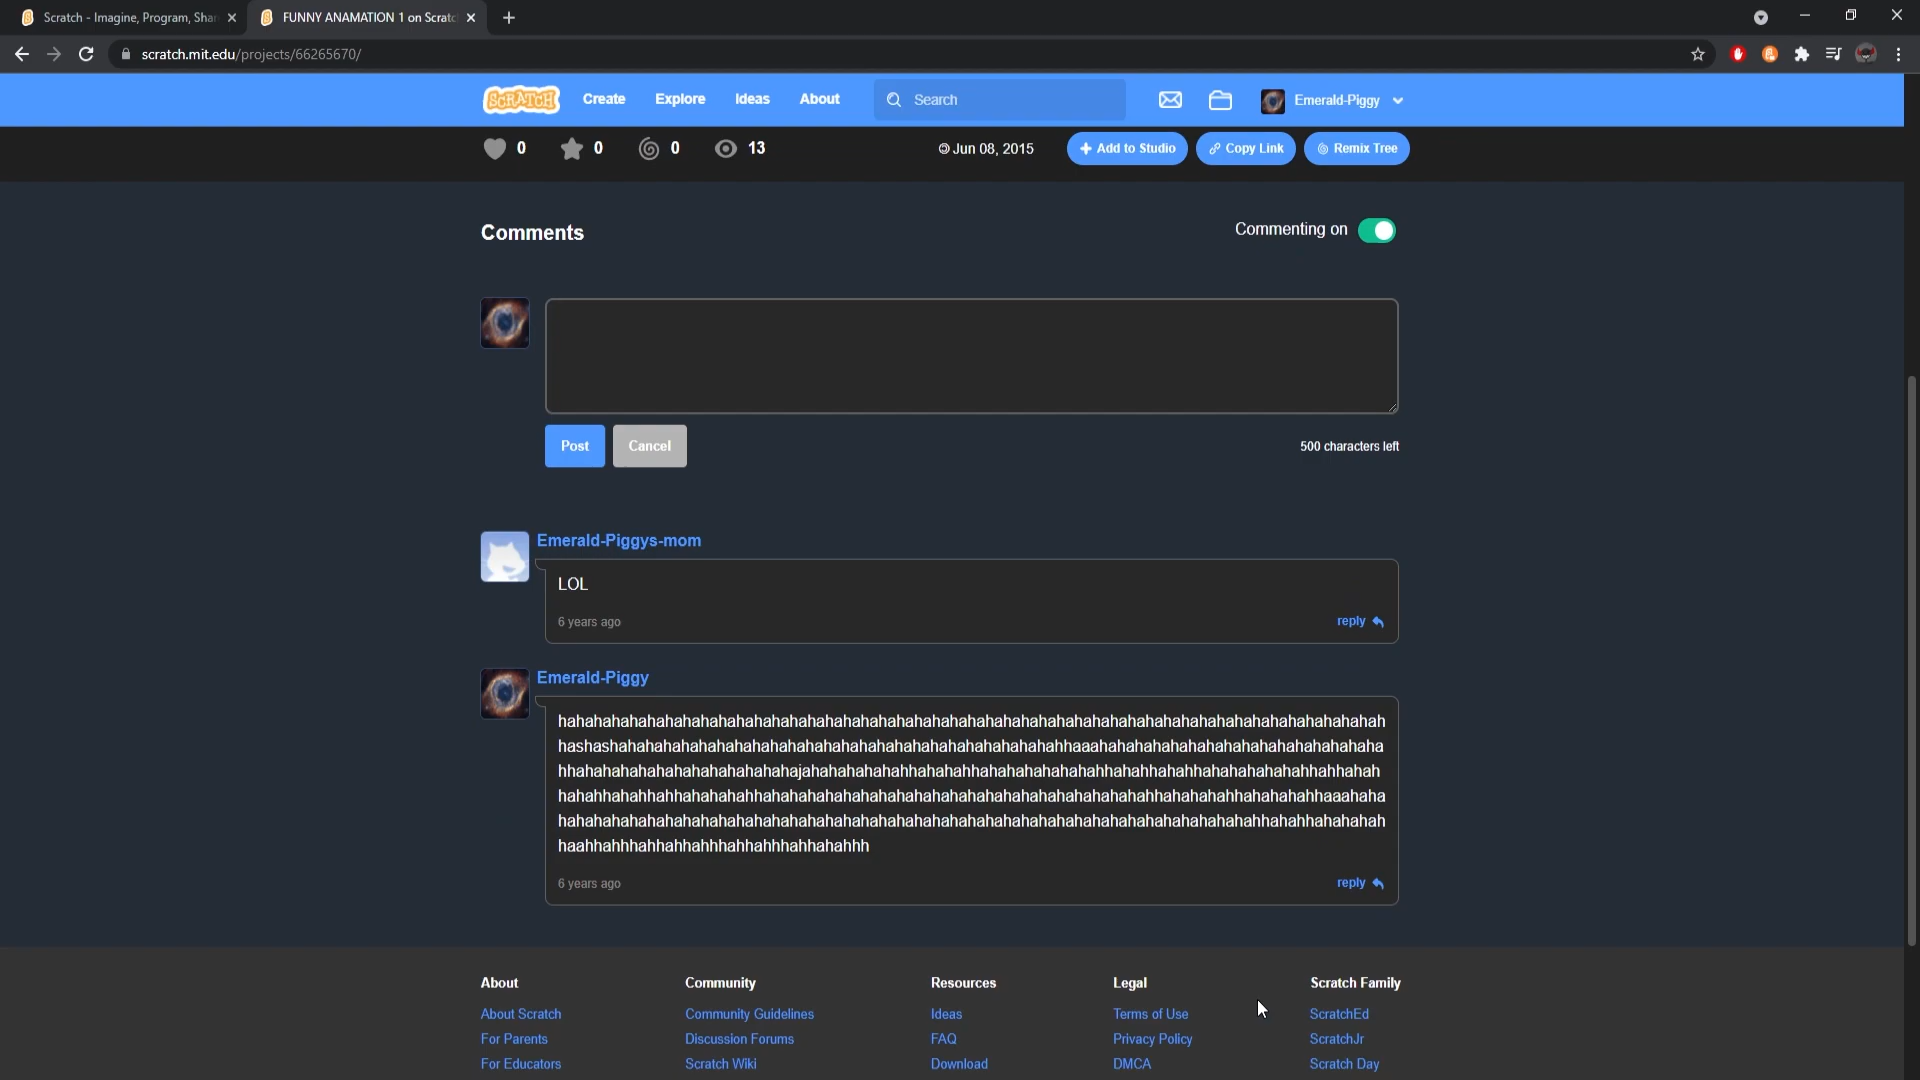 Scratch - Imagine, Program, Shar
FUNNY ANAMATION 1 on Scratc
scratch.mit.edu/projects/66265670/
SCRATCH Create Explore Ideas About Search Emerald-Piggy
0 0 0 13 Jun 08, 2015 Add to Studio Copy Link Remix Tree
Comments Commenting on
Post Cancel 500 characters left
Emerald-Piggys-mom
LOL
6 years ago reply
Emerald-Piggy
6 years ago reply
About Community Resources Legal Scratch Family
About Scratch Community Guidelines Ideas Terms of Use ScratchEd
For Parents Discussion Forums FAQ Privacy Policy ScratchJr
For Educators Scratch Wiki Download DMCA Scratch Day